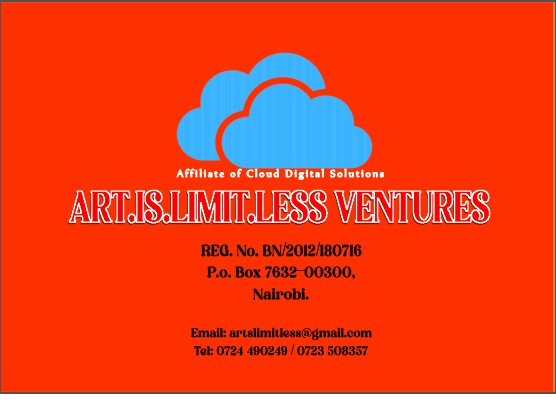 Affiliate of Cloud Digital Solutions
ART.IS.LIMIT.LESS VENTURES
REG. No. BN/2012/180716
P.o. Box 7632-00300,
Nairobi.
Email: artslimitless@gmail.com
Tel: 0724 490249 / 0723 508357